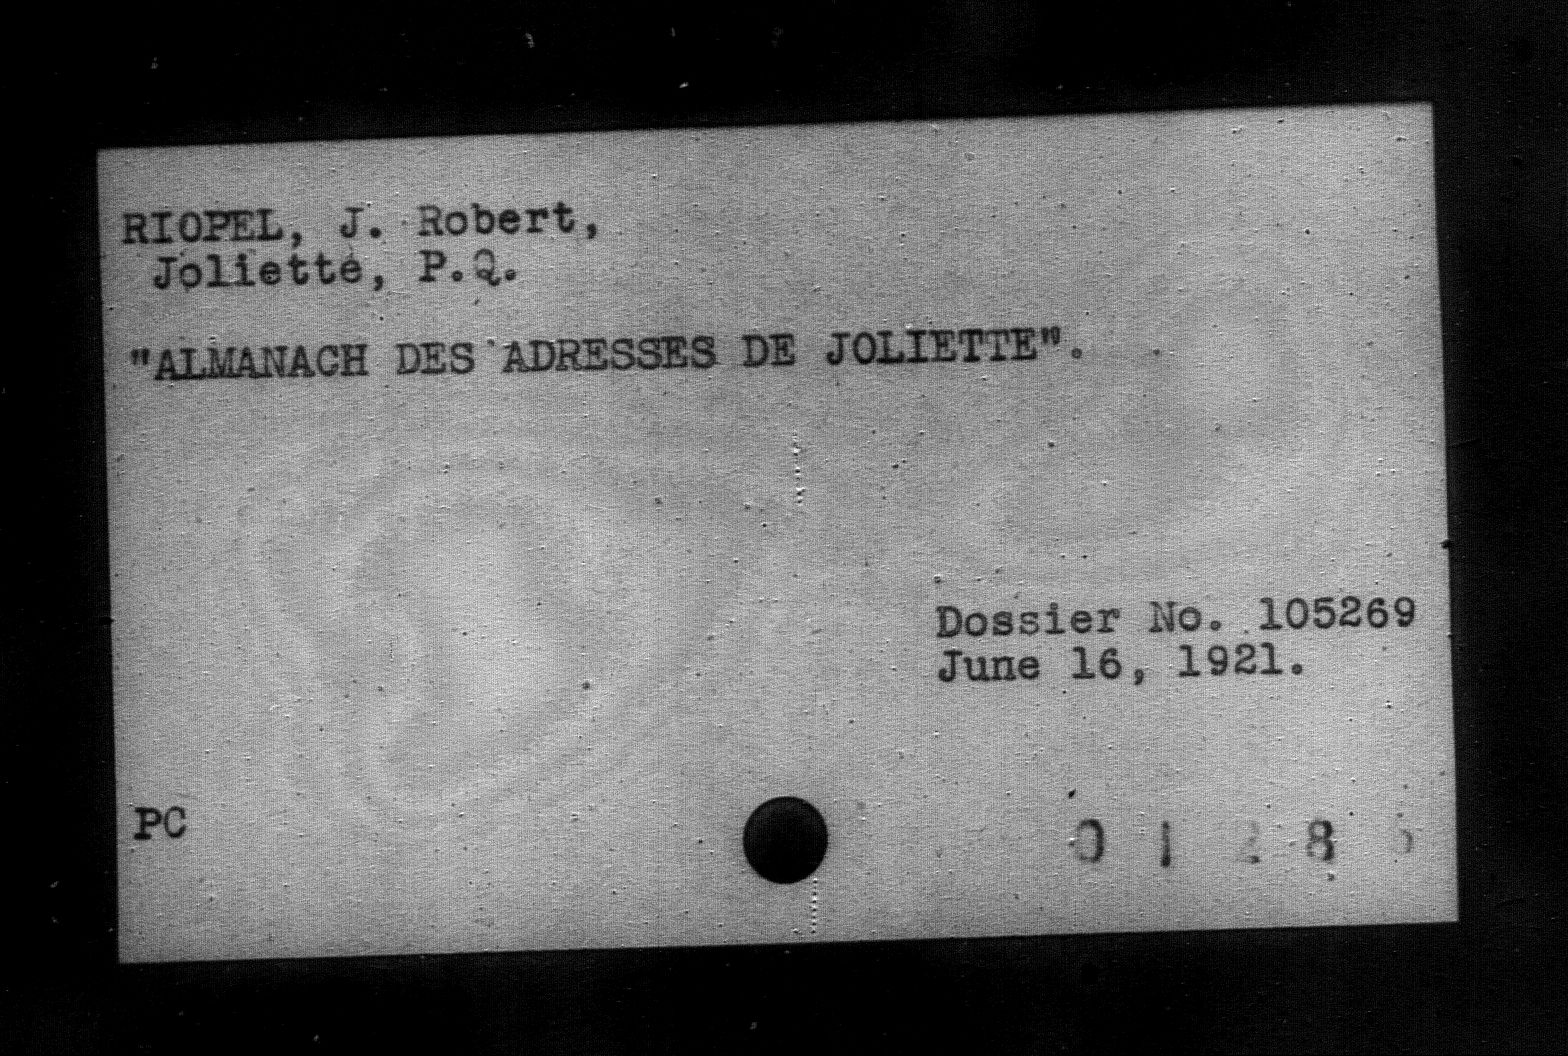 RIOPEL, J. Robert,
Joliette, P.Q.
"ALMANACH DES ADRESSES DE JOLIETTE".
Dossier No. 105269
June 16, 1921.
PC